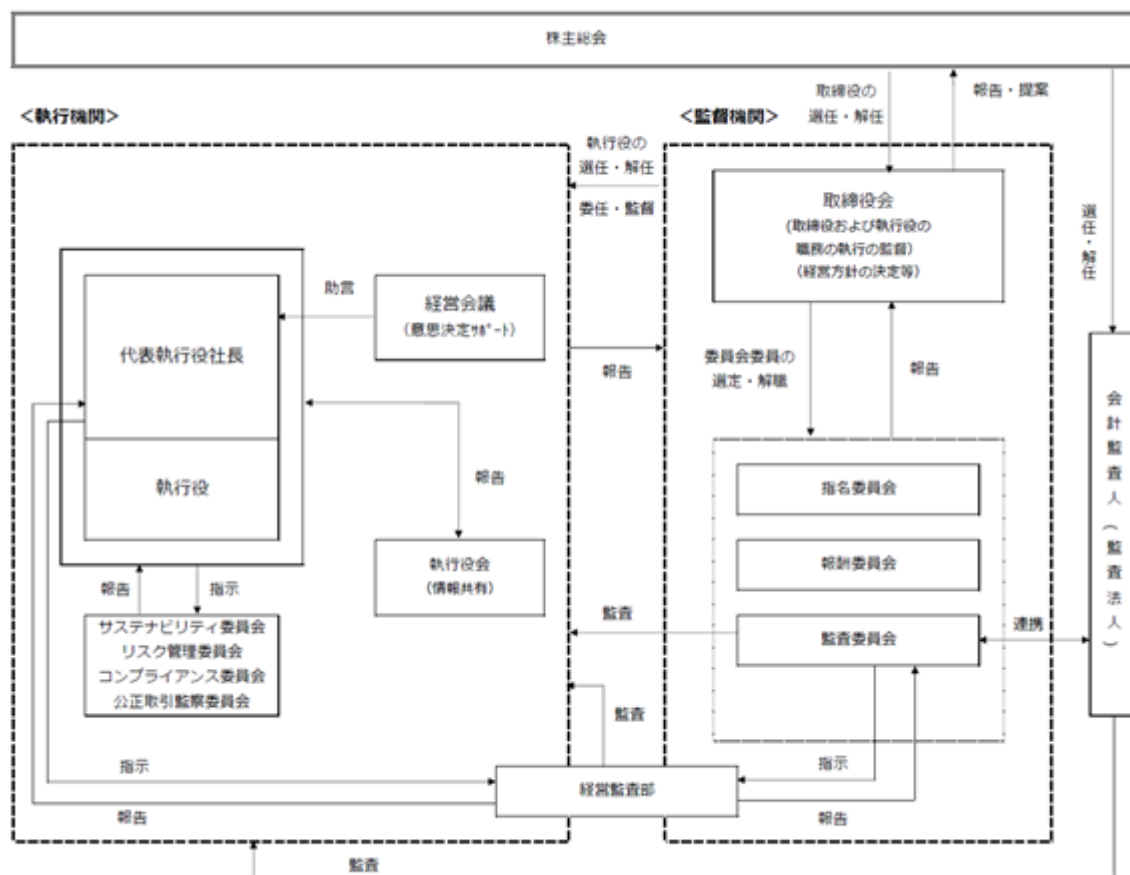 株主総会
<執行機関>
<監督機関>
取締役の
選任・解任
報告・提案
執行役の
選任・解任
委任・監督
取締役会
(取締役および執行役の
職務の執行の監督)
(経営方針の決定等)
選任・解任
代表執行役社長
助言
経営会議
(意思決定ｻﾎﾟｰﾄ)
報告
委員会委員の
選定・解職
報告
会計監査人(監査法人)
執行役
報告
指名委員会
執行役会
(情報共有)
報酬委員会
報告
指示
監査
監査委員会
連携
サステナビリティ委員会
リスク管理委員会
コンプライアンス委員会
公正取引監察委員会
監査
指示
経営監査部
指示
報告
報告
監査